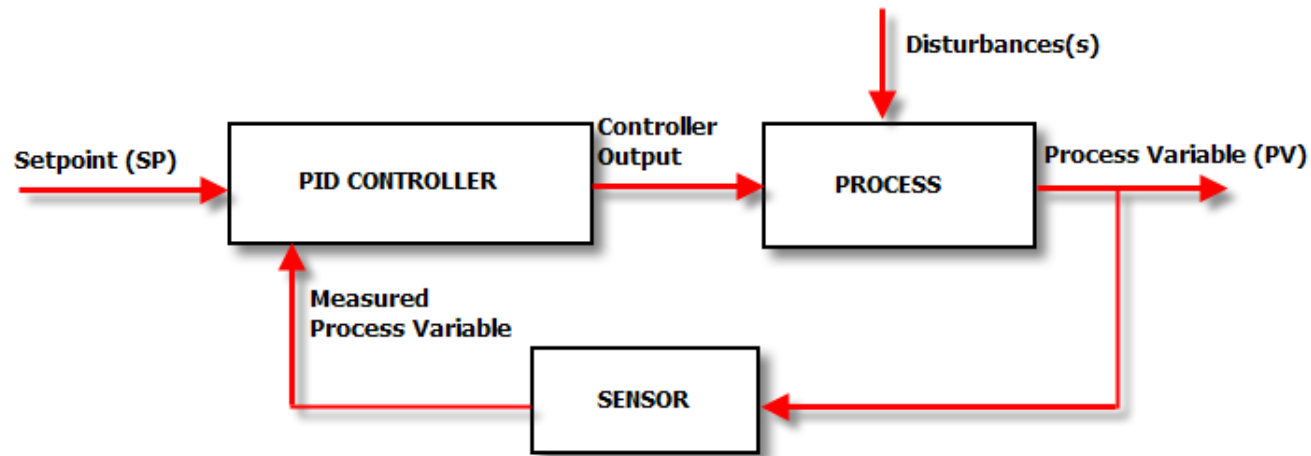 Disturbances(s)
Setpoint (SP)
PID CONTROLLER
Controller
Output
PROCESS
Process Variable (PV)
Measured
Process Variable
SENSOR